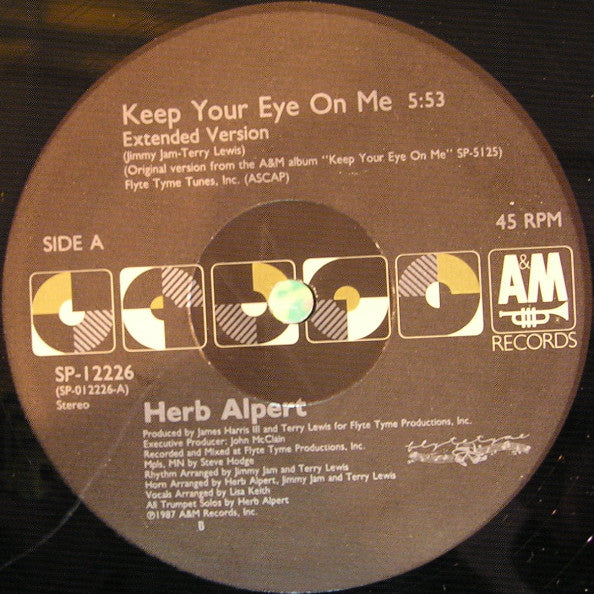 Keep Your Eye On Me 5:53
Extended Version
(Jimmy Jam-Terry Lewis)
(Original version from the A&M album "Keep Your Eye On Me" SP-5125)
Flyte Tyme Tunes, Inc. (ASCAP)
SIDE A
45 RPM
A&M
RECORDS
SP-12226
(SP-012226-A)
Stereo
Herb Alpert
Produced by James Harris III and Terry Lewis for Flyte Tyme Productions, Inc.
Executive Producer: John McClain
Recorded and Mixed at Flyte Tyme Productions, Inc.
Mpls, MN by Steve Hodge
Rhythm Arranged by Jimmy Jam and Terry Lewis
Horn Arranged by Herb Alpert, Jimmy Jam and Terry Lewis
Vocals Arranged by Lisa Keith
All Trumpet Solos by Herb Alpert
℗1987 A&M Records, Inc.
B